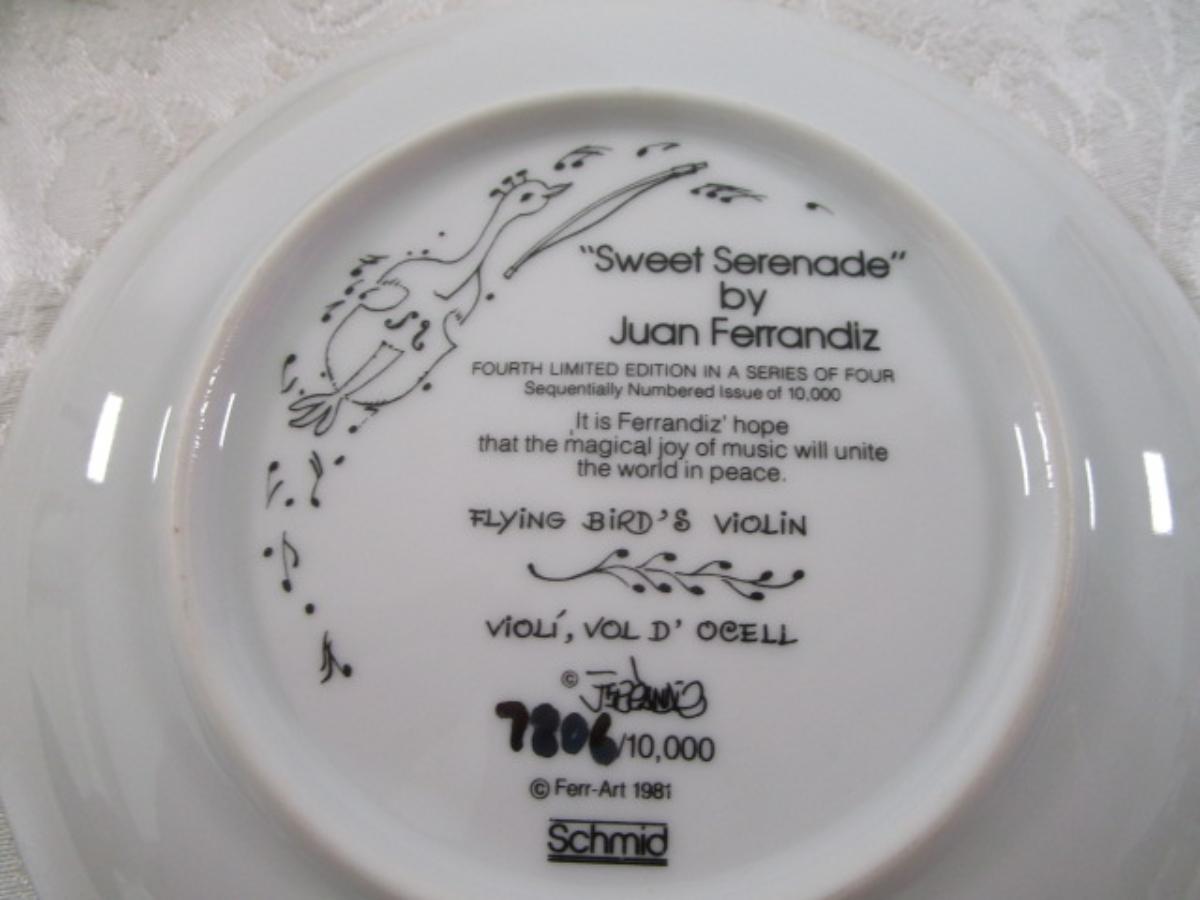 "Sweet Serenade"
by
Juan Ferrandiz
FOURTH LIMITED EDITION IN A SERIES OF FOUR
Sequentially Numbered Issue of 10,000
It is Ferrandiz' hope
that the magical joy of music will unite
the world in peace.
FLYING BIRD'S VIOLIN
VIOLÍ, VOL D' OCELL
© J Ferrandiz
7806/10,000
© Ferr-Art 1981
Schmid